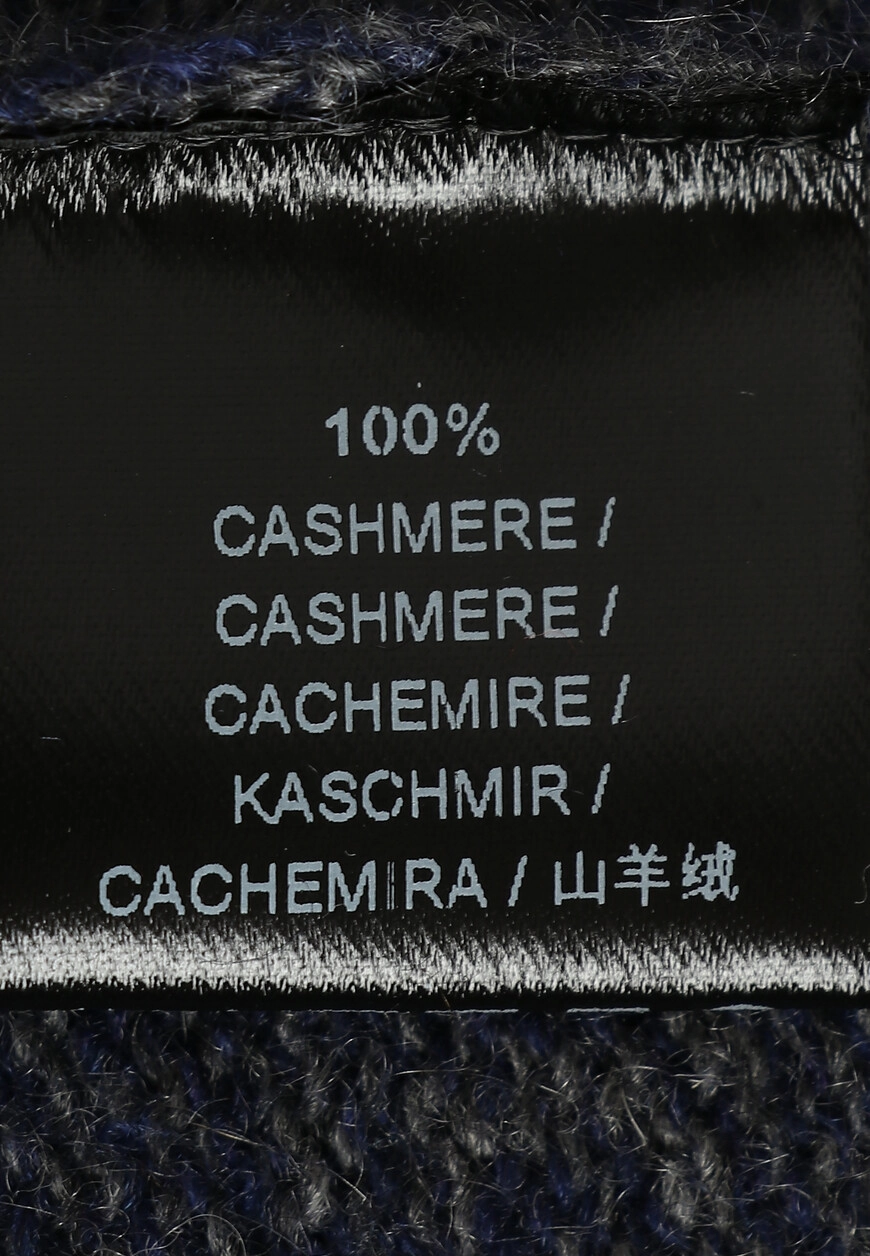 100%
CASHMERE /
CASHMERE /
CACHEMIRE /
KASCHMIR /
CACHEMIRA / 山羊绒